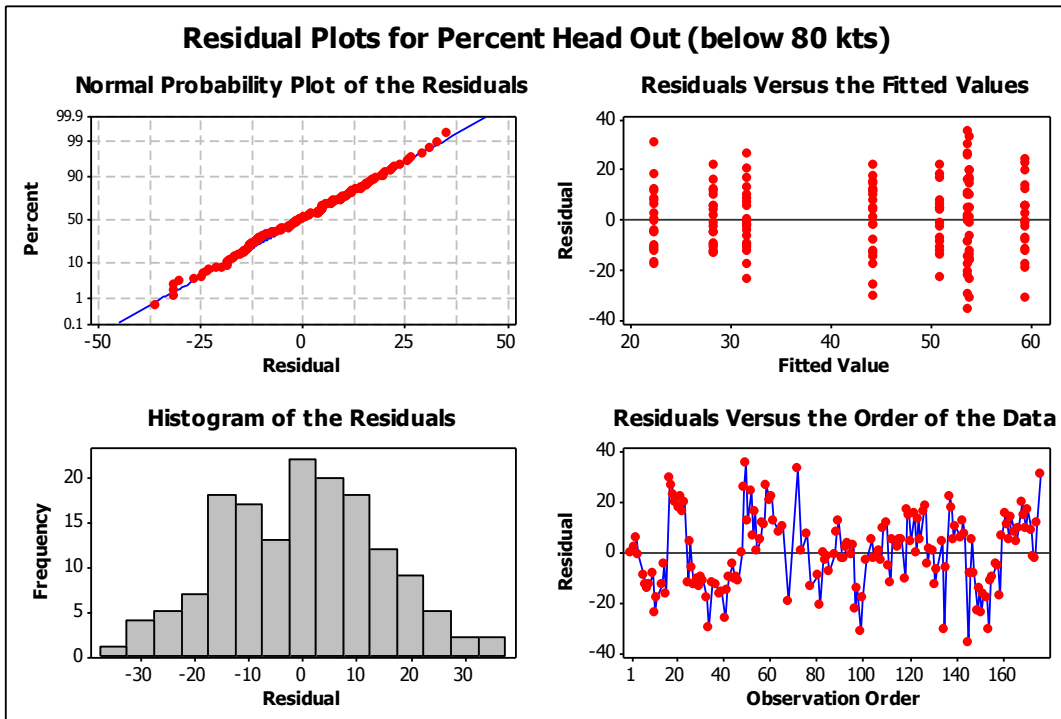 Residual Plots for Percent Head Out (below 80 kts)
Normal Probability Plot of the Residuals
99.9
99
90
50
10
1
0.1
Percent
-50 -25 0 25 50
Residual
Residuals Versus the Fitted Values
40
20
0
-20
-40
Residual
20 30 40 50 60
Fitted Value
Histogram of the Residuals
20
15
10
5
0
Frequency
-30 -20 -10 0 10 20 30
Residual
Residuals Versus the Order of the Data
40
20
0
-20
-40
Residual
1 20 40 60 80 100 120 140 160
Observation Order